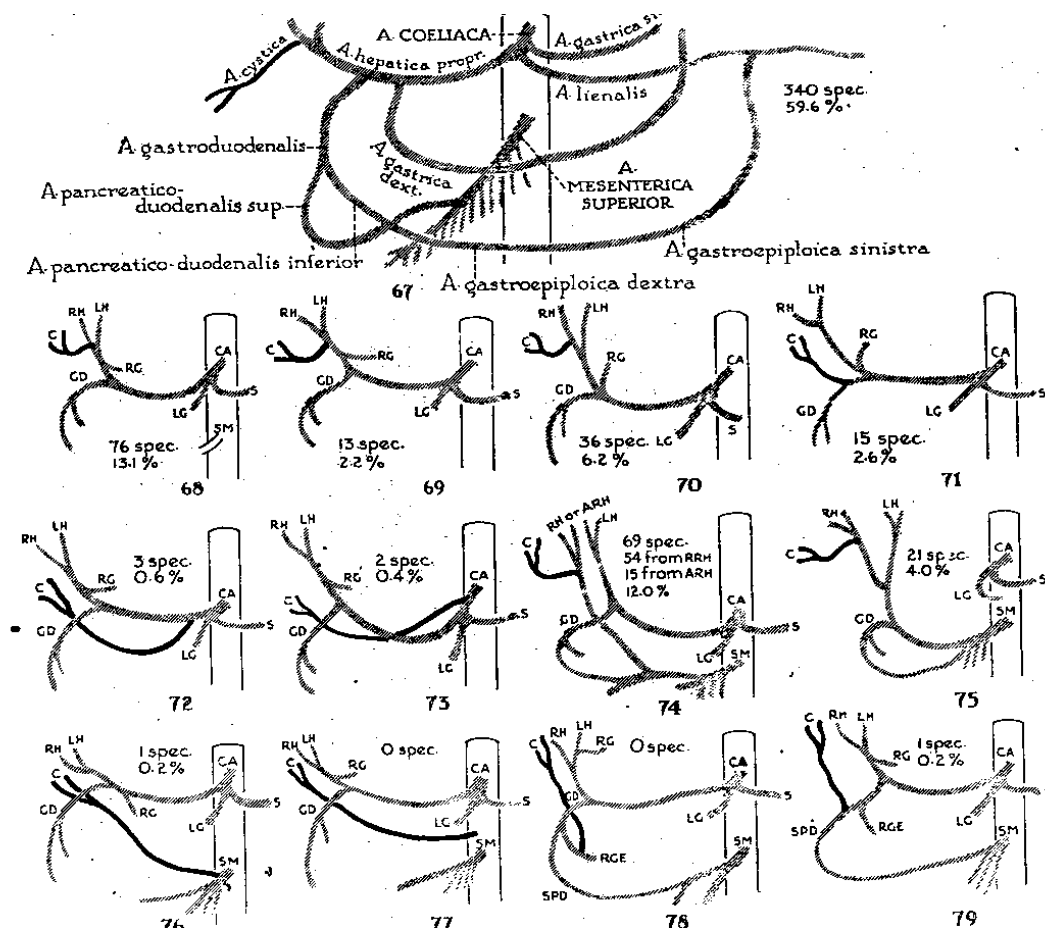 A. COELIACA
A. gastrica si
A. cystica
A. hepatica propr.
A. lienalis
340 spec.
59.6 %
A. gastroduodenalis
A. gastrica
dext.
A.
MESENTERICA
SUPERIOR
A. pancreatico-
duodenalis sup.
A. pancreatico-duodenalis inferior
A. gastroepiploica sinistra
A. gastroepiploica dextra
67
RH LH C RG GD CA S LG SM
76 spec.
13.1 %
68
RH LH C RG GD CA S LG
13 spec.
2.2 %
69
RH LH C RG GD CA S LG
36 spec.
6.2 %
70
LH RH C RG GD CA S LG
15 spec.
2.6 %
71
RH LH C RG GD CA S LG
3 spec.
0.6 %
72
RH LH C RG GD CA S LG
2 spec.
0.4 %
73
RH or ARH LH C GD CA S LG SM
69 spec.
54 from RRH
15 from ARH
12.0 %
74
RH LH C GD CA S LG SM
21 spec.
4.0 %
75
RH LH C GD RG CA S LG SM
1 spec.
0.2 %
76
RH LH C RG GD CA S LG SM
0 spec.
77
C LH RG GD RGE SPD CA S LG SM
0 spec.
78
C RH LH RG RGE SPD CA S LG SM
1 spec.
0.2 %
79